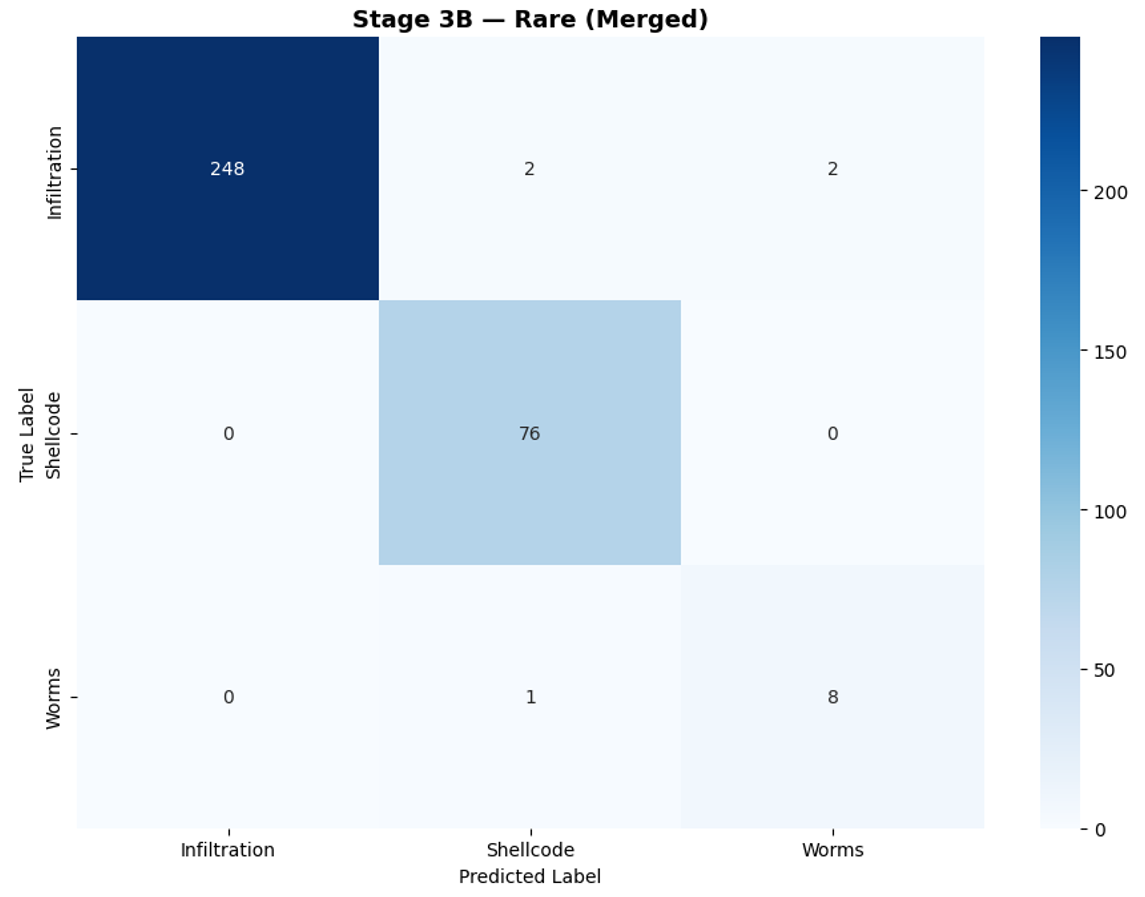 Stage 3B — Rare (Merged)
True Label
Infiltration
248
2
2
Shellcode
0
76
0
Worms
0
1
8
Infiltration
Shellcode
Worms
Predicted Label
200
150
100
50
0